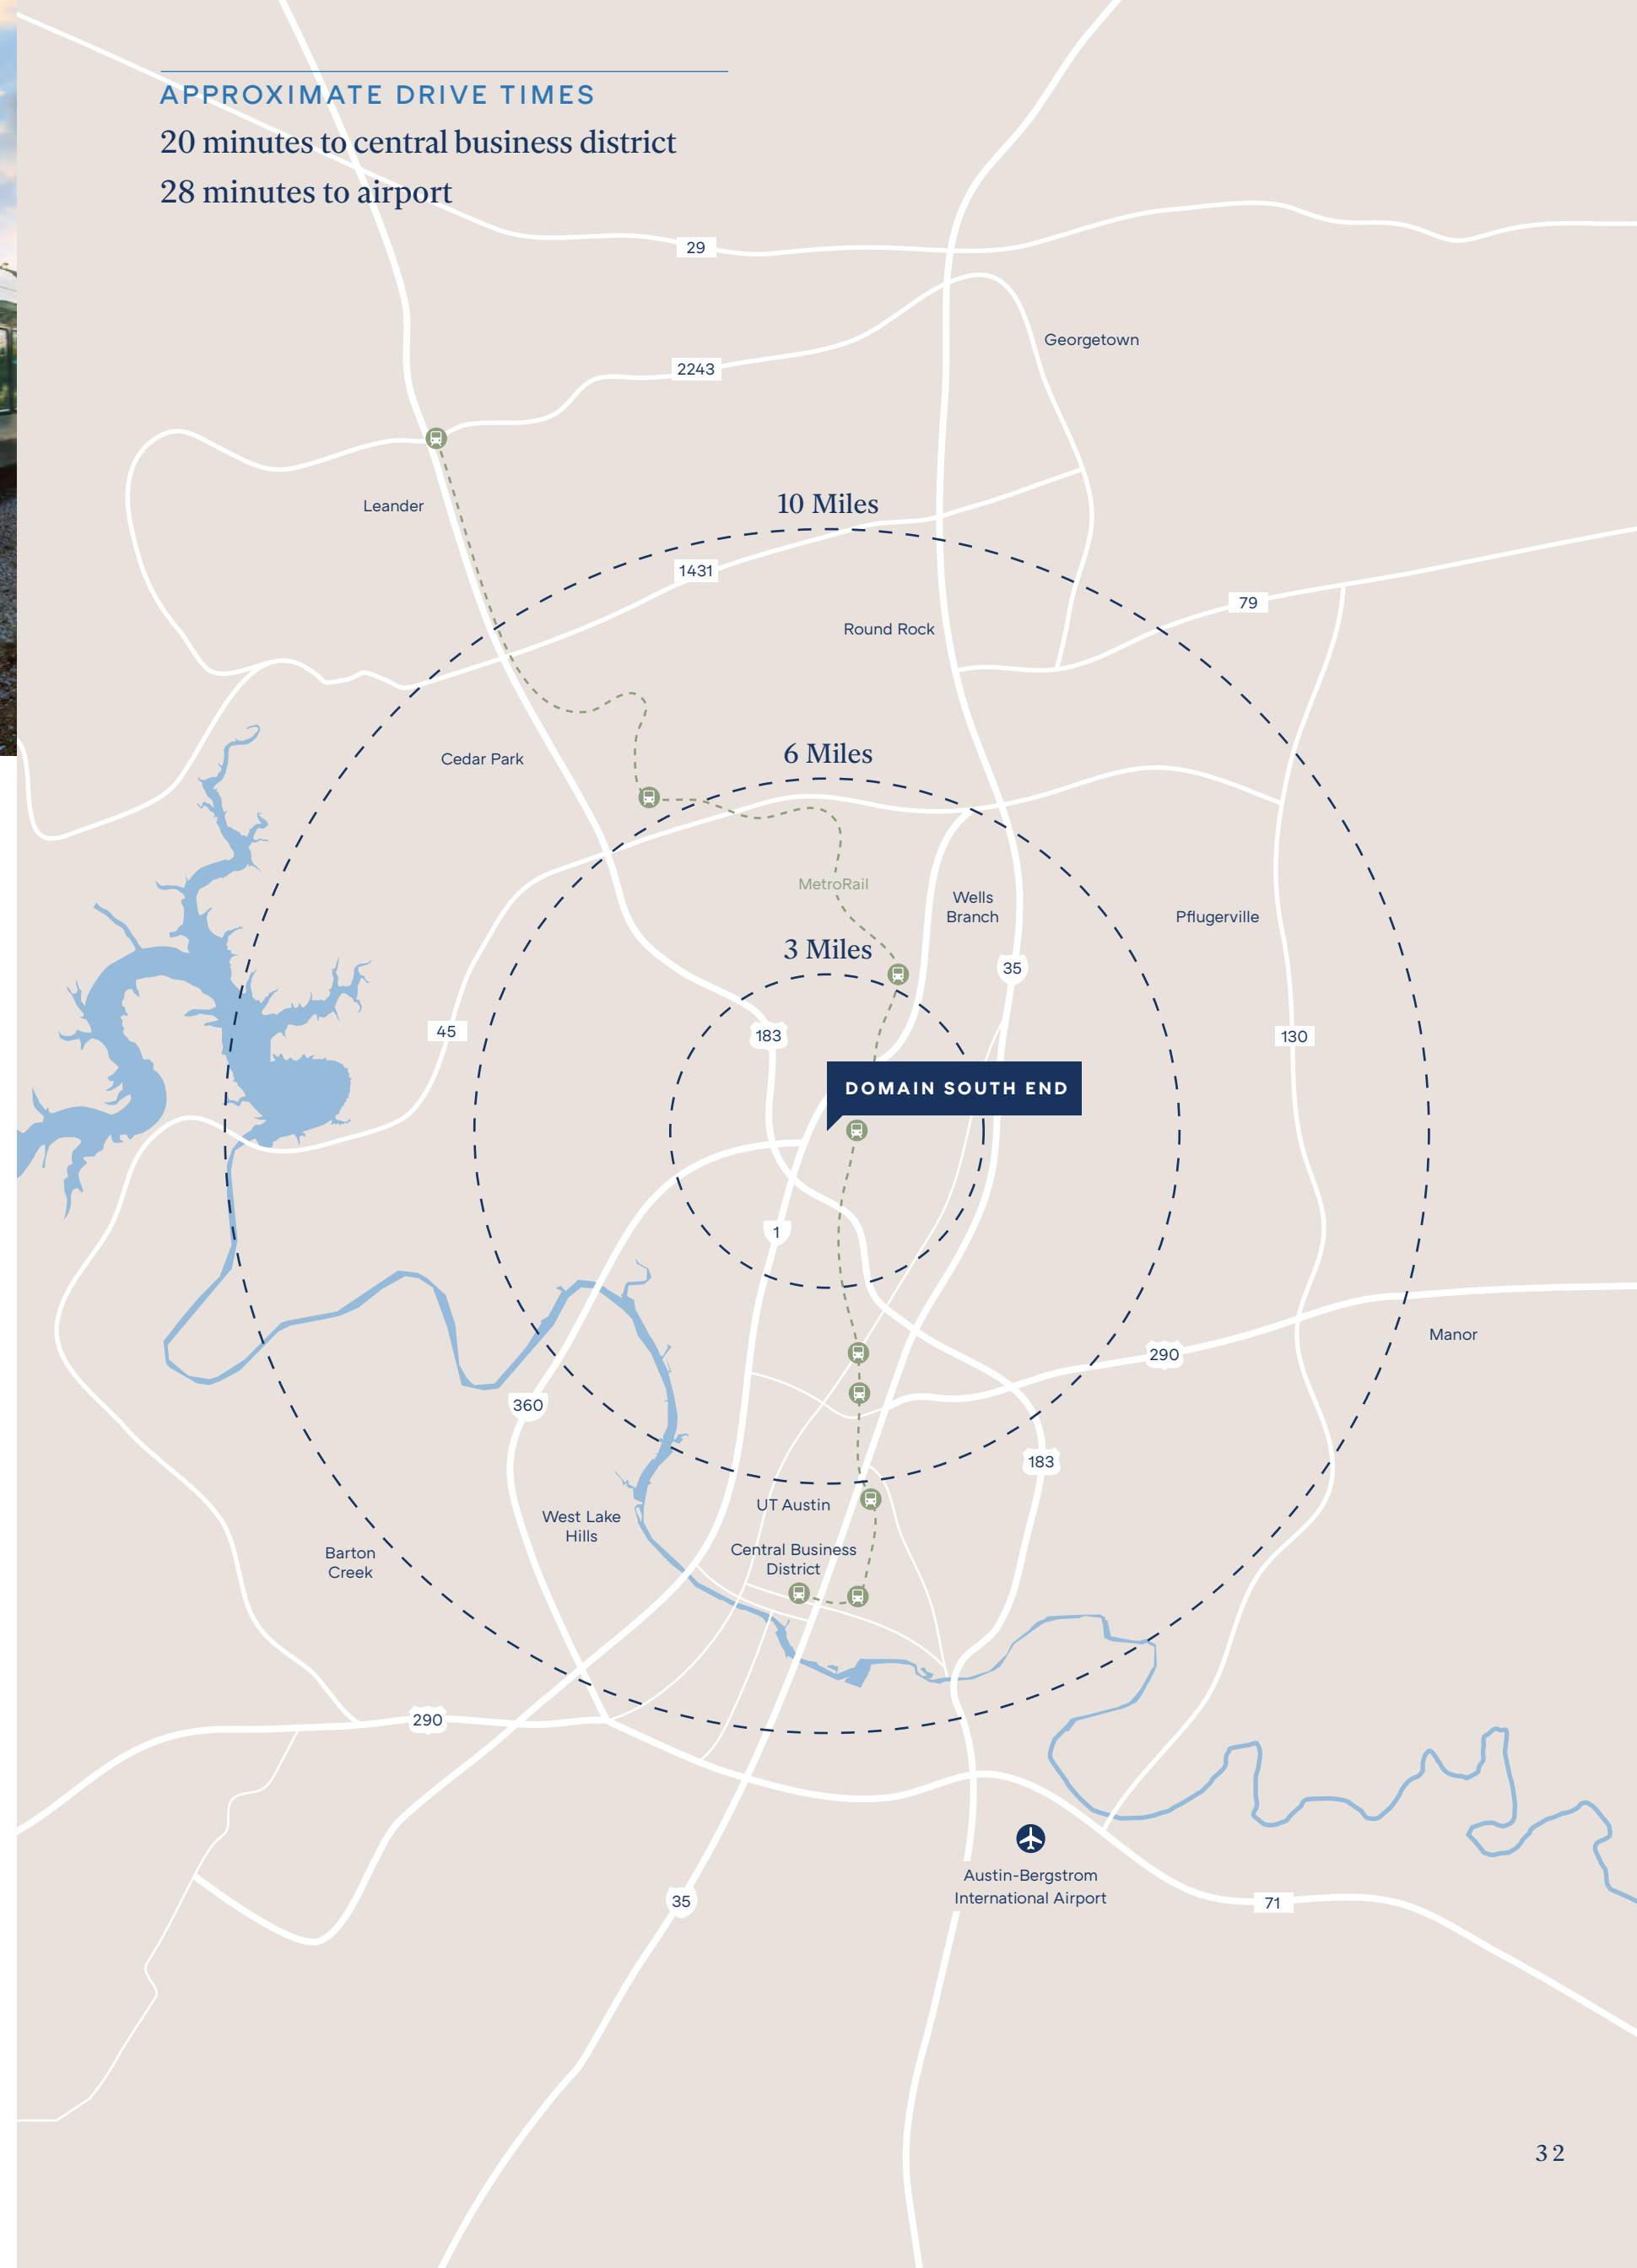 APPROXIMATE DRIVE TIMES
20 minutes to central business district
28 minutes to airport
29
Georgetown
2243
Leander
10 Miles
1431
79
Round Rock
6 Miles
Cedar Park
MetroRail
Wells
Branch
Pflugerville
3 Miles
35
45
183
130
DOMAIN SOUTH END
1
Manor
290
360
183
UT Austin
West Lake
Hills
Central Business
District
Barton
Creek
290
Austin-Bergstrom
International Airport
35
71
32